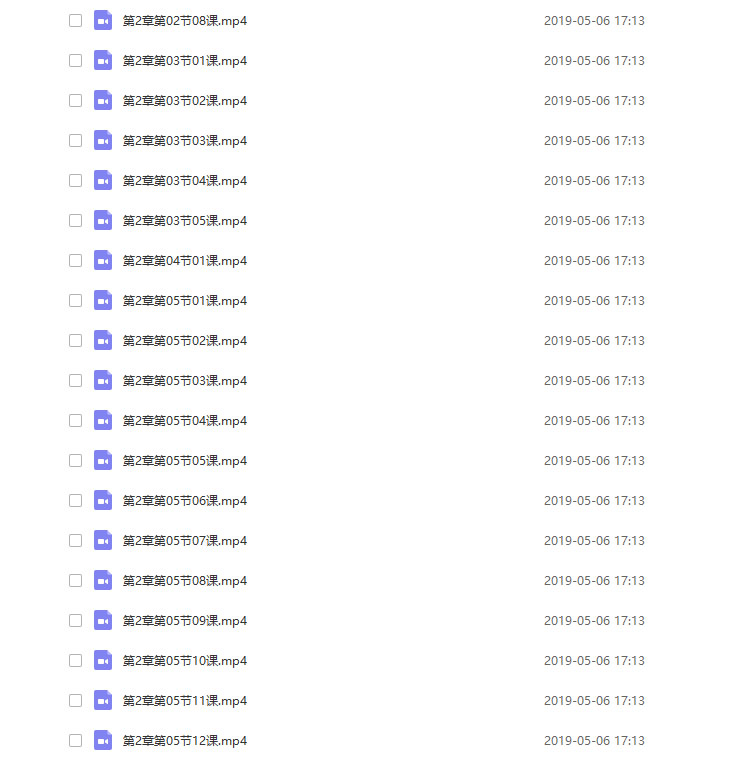 第2章第02节08课.mp4 2019-05-06 17:13
第2章第03节01课.mp4 2019-05-06 17:13
第2章第03节02课.mp4 2019-05-06 17:13
第2章第03节03课.mp4 2019-05-06 17:13
第2章第03节04课.mp4 2019-05-06 17:13
第2章第03节05课.mp4 2019-05-06 17:13
第2章第04节01课.mp4 2019-05-06 17:13
第2章第05节01课.mp4 2019-05-06 17:13
第2章第05节02课.mp4 2019-05-06 17:13
第2章第05节03课.mp4 2019-05-06 17:13
第2章第05节04课.mp4 2019-05-06 17:13
第2章第05节05课.mp4 2019-05-06 17:13
第2章第05节06课.mp4 2019-05-06 17:13
第2章第05节07课.mp4 2019-05-06 17:13
第2章第05节08课.mp4 2019-05-06 17:13
第2章第05节09课.mp4 2019-05-06 17:13
第2章第05节10课.mp4 2019-05-06 17:13
第2章第05节11课.mp4 2019-05-06 17:13
第2章第05节12课.mp4 2019-05-06 17:13